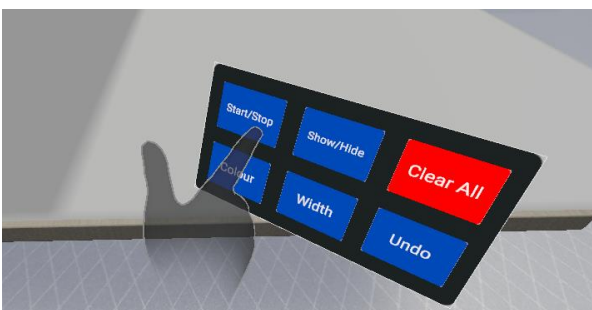 Start/Stop
Show/Hide
Clear All
Colour
Width
Undo